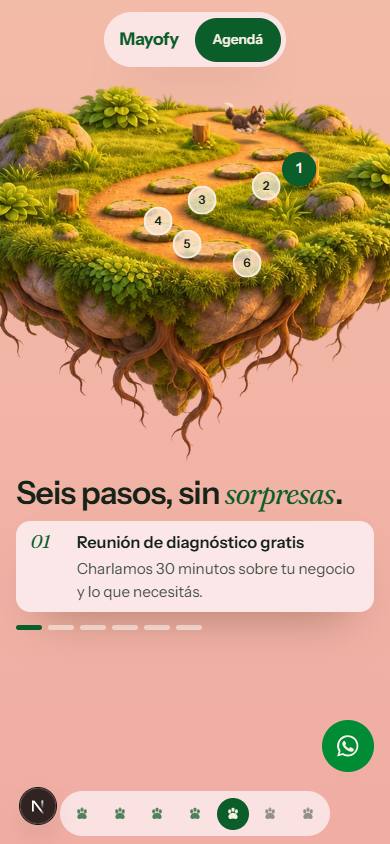 Mayofy
Agendá
1
2
3
4
5
6
Seis pasos, sin sorpresas.
01
Reunión de diagnóstico gratis
Charlamos 30 minutos sobre tu negocio
y lo que necesitás.
N